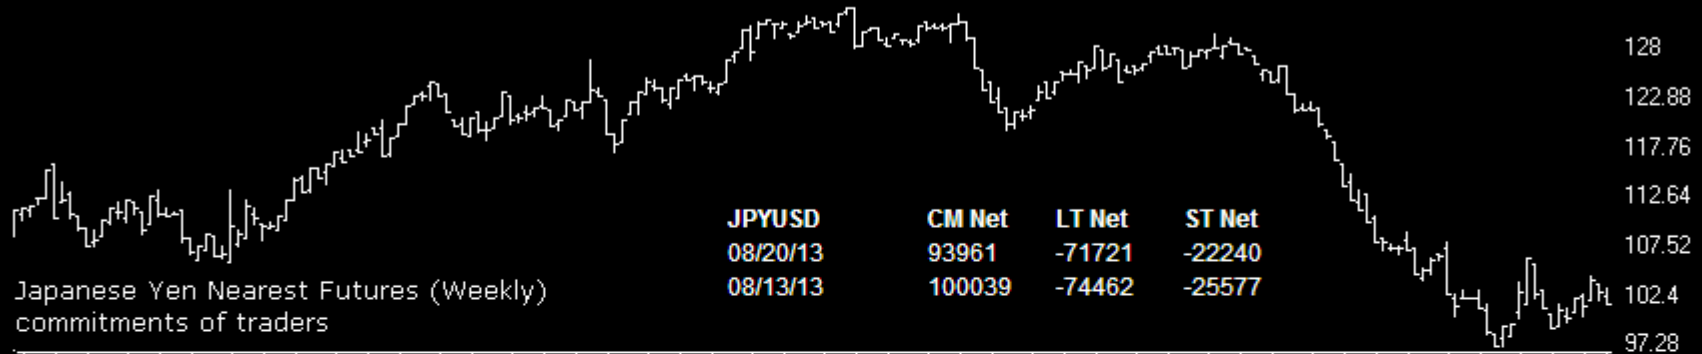 128
122.88
117.76
112.64
JPYUSD CM Net LT Net ST Net
08/20/13 93961 -71721 -22240
107.52
08/13/13 100039 -74462 -25577
Japanese Yen Nearest Futures (Weekly)
102.4
commitments of traders
97.28